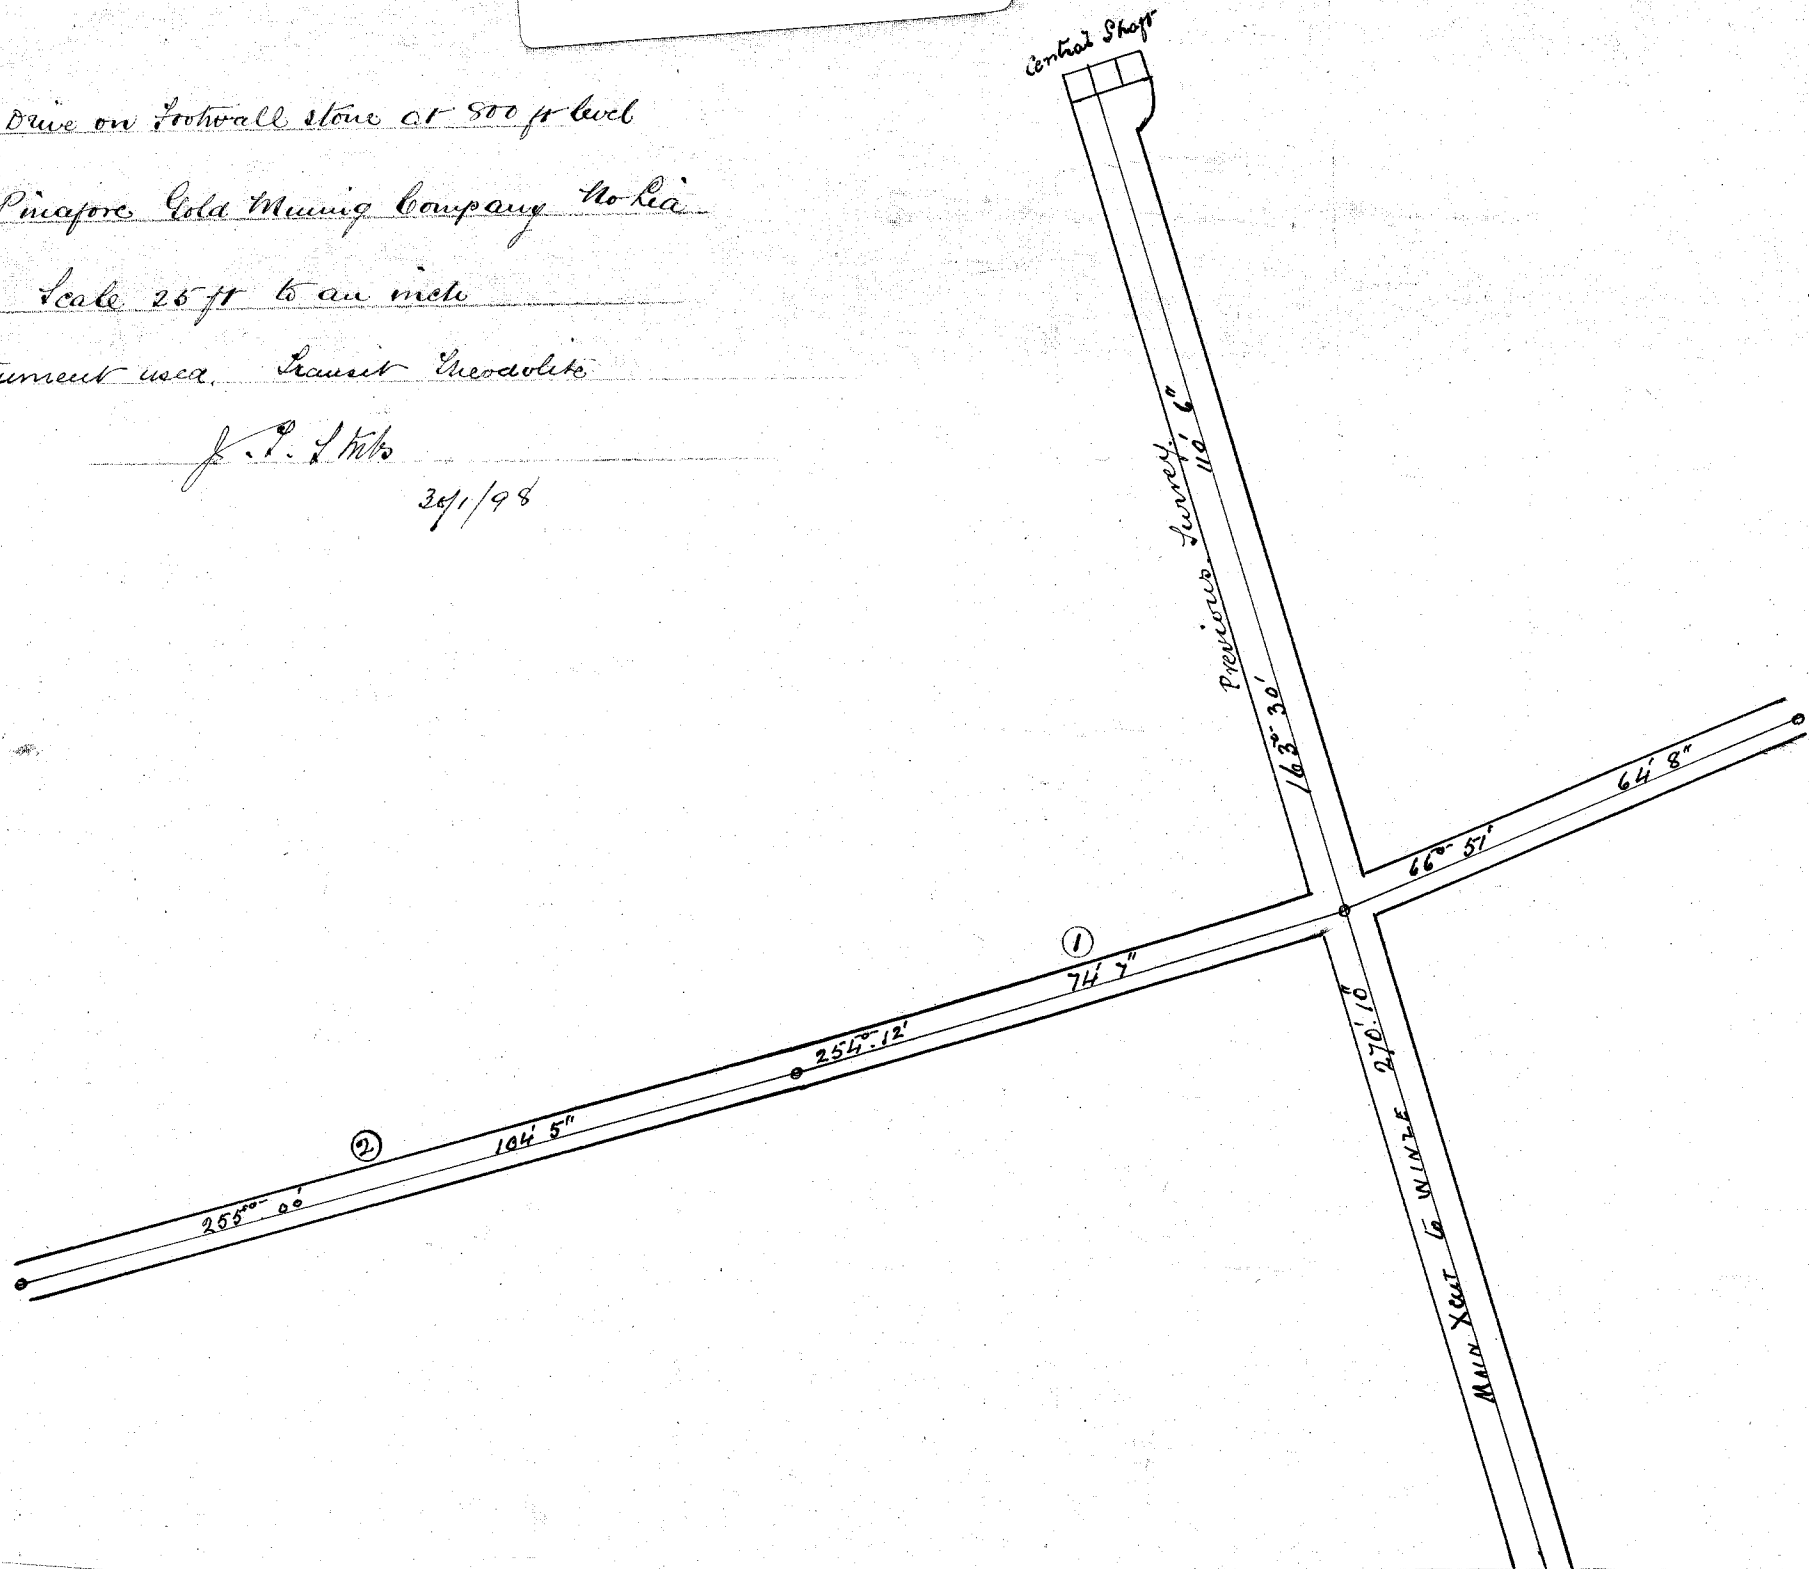 Central Shaft
Drive on Footwall stone at 800 ft level
Pinafore Gold Mining Company No Lia
Scale 25 ft to an inch
ument used. Transit Theodolite
1/98
Previous. Survey. 110' 6"
163° 30'
64' 8"
66° 51'
①
74' 7"
254°.12'
②
104' 5"
255°. 00'
270'. 10"
MAIN XCUT to WINZE